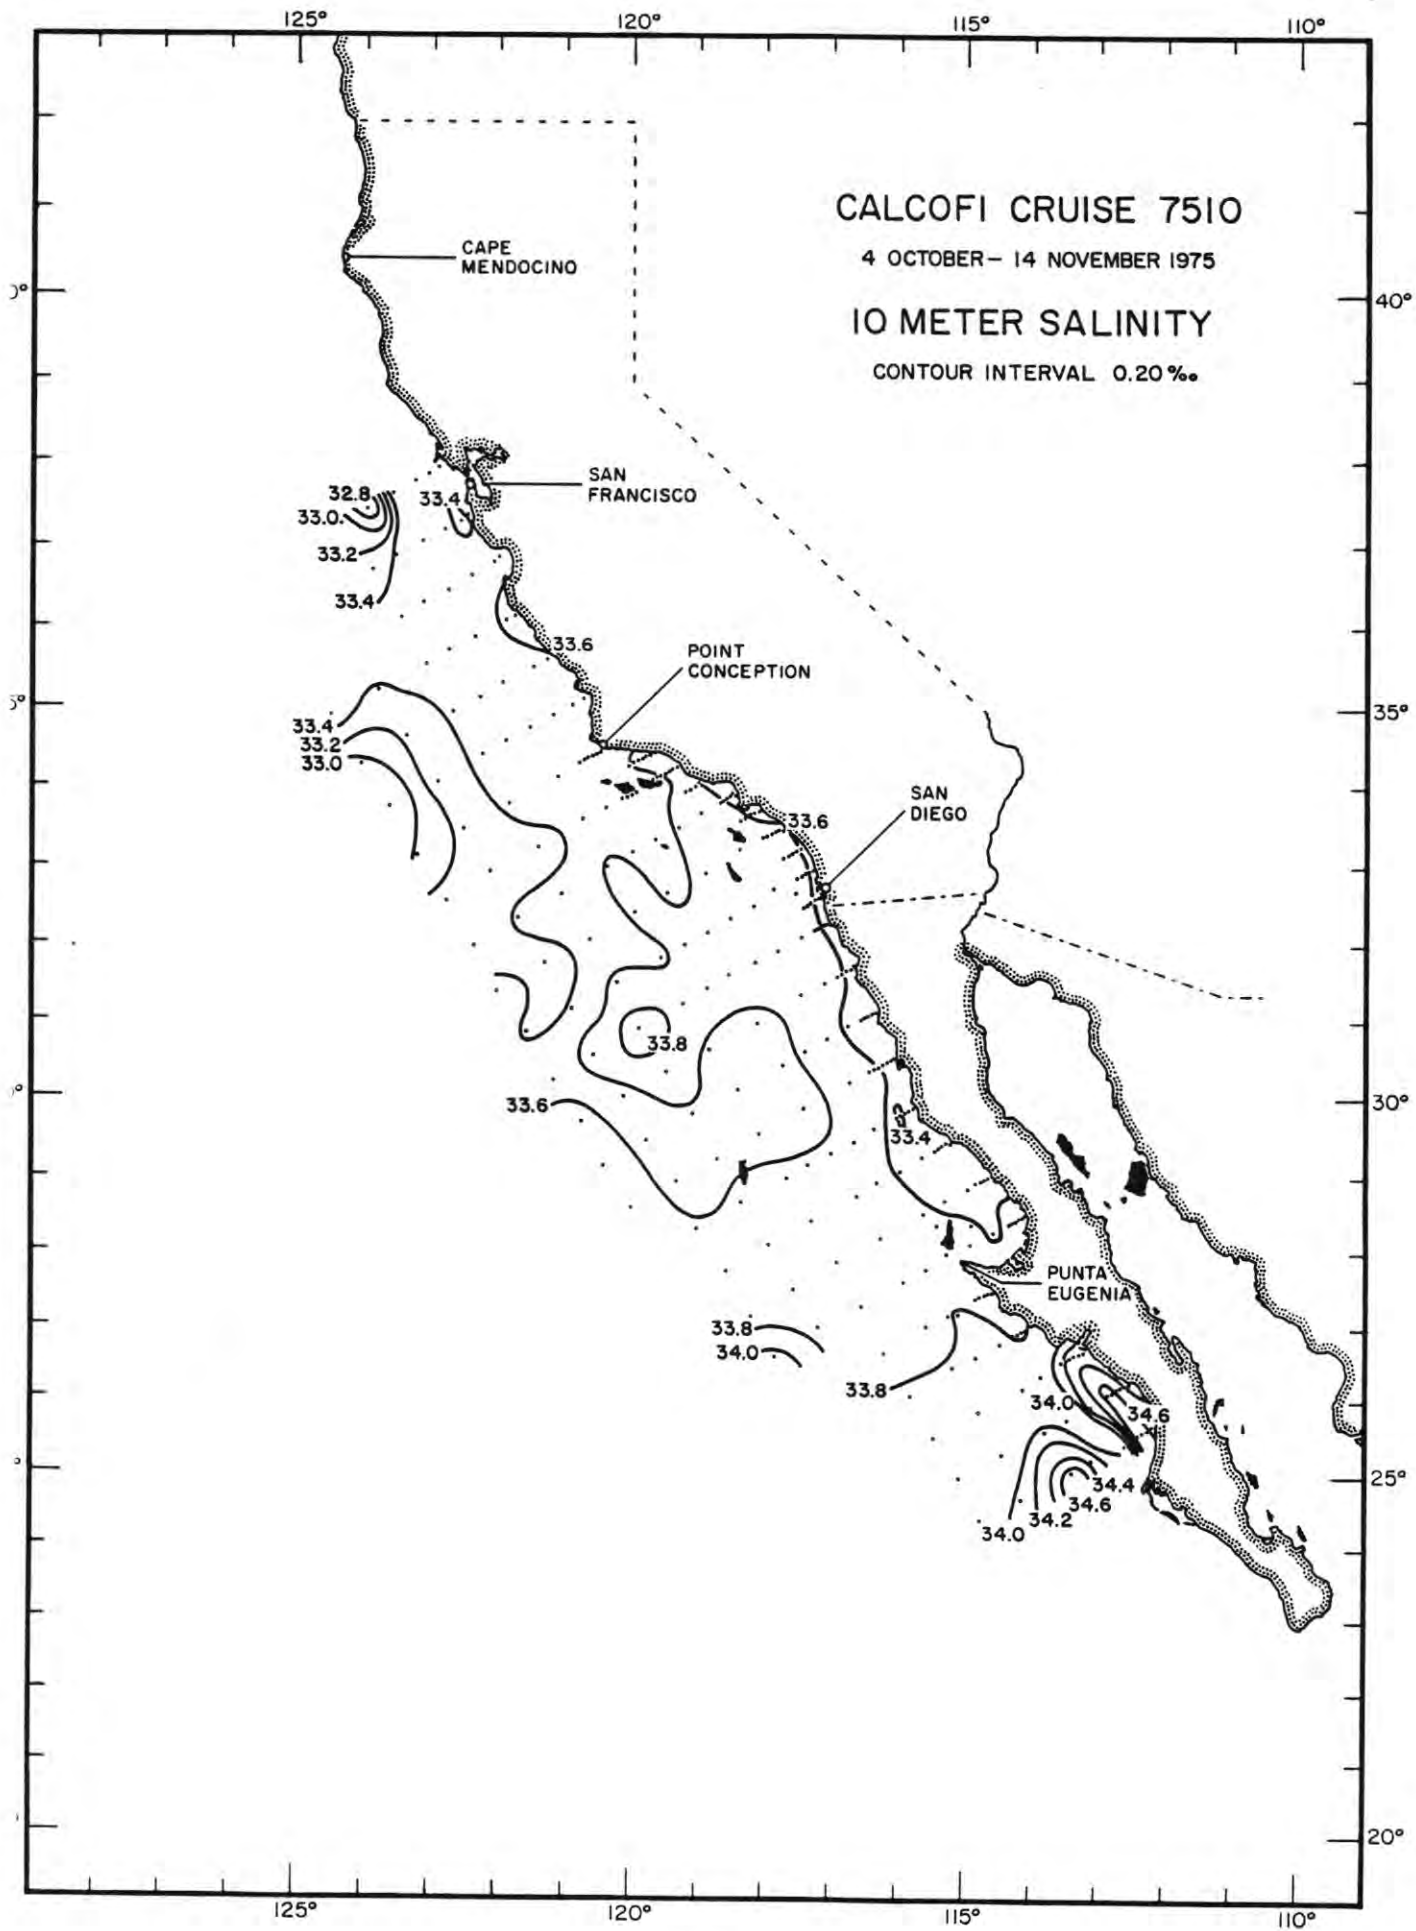 125° 120° 115° 110°
CALCOFI CRUISE 7510
4 OCTOBER – 14 NOVEMBER 1975
10 METER SALINITY
CONTOUR INTERVAL 0.20 ‰
CAPE
MENDOCINO
40°
SAN
FRANCISCO
32.8
33.0
33.4
33.2
33.4
33.6
POINT
CONCEPTION
35°
33.4
33.2
33.0
SAN
DIEGO
33.6
33.8
33.6
30°
33.4
PUNTA
EUGENIA
33.8
34.0
33.8
34.0
34.6
34.4
34.6
34.2
34.0
25°
20°
125° 120° 115° 110°